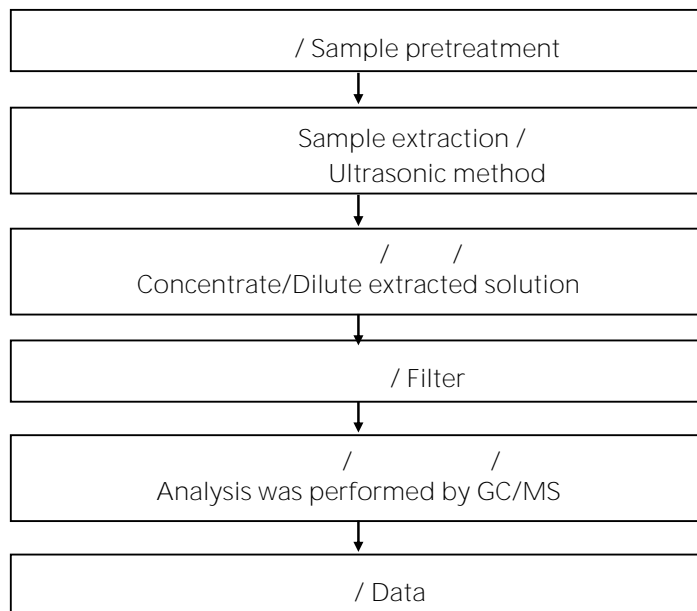 / Sample pretreatment
Sample extraction /
Ultrasonic method
/ /
Concentrate/Dilute extracted solution
/ Filter
/ /
Analysis was performed by GC/MS
/ Data